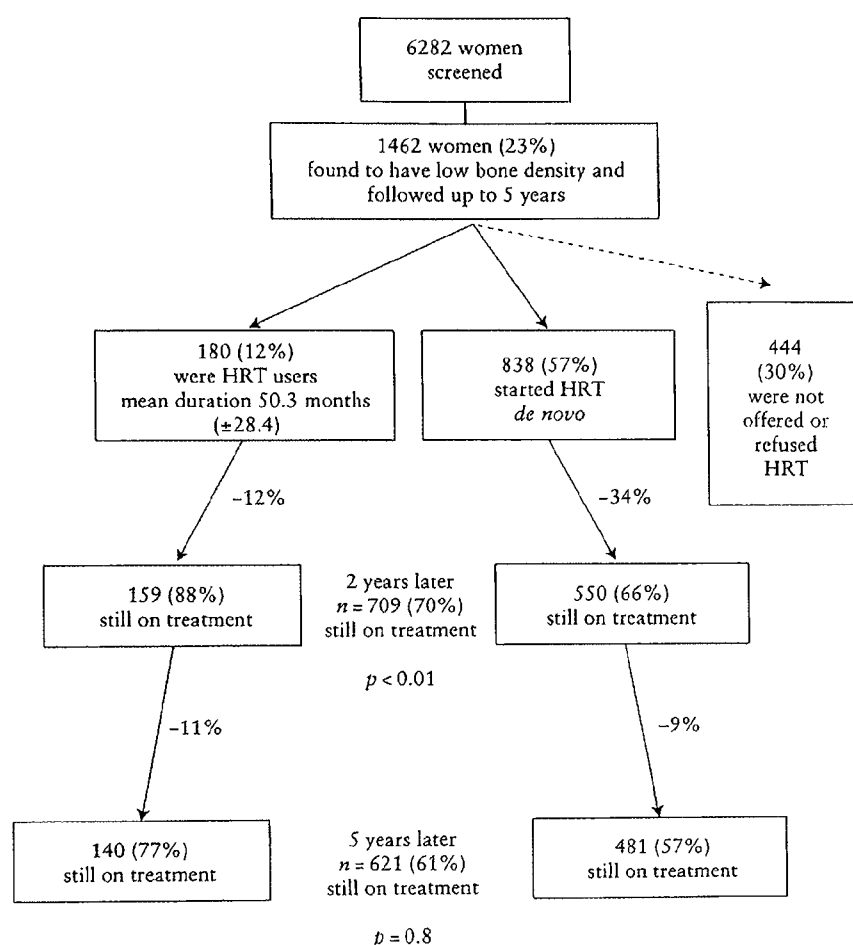 6282 women
screened
1462 women (23%)
found to have low bone density and
followed up to 5 years
180 (12%)
were HRT users
mean duration 50.3 months
(±28.4)
838 (57%)
started HRT
de novo
444
(30%)
were not
offered or
refused
HRT
–12%
–34%
159 (88%)
still on treatment
2 years later
n = 709 (70%)
still on treatment
p < 0.01
550 (66%)
still on treatment
–11%
–9%
140 (77%)
still on treatment
5 years later
n = 621 (61%)
still on treatment
p = 0.8
481 (57%)
still on treatment